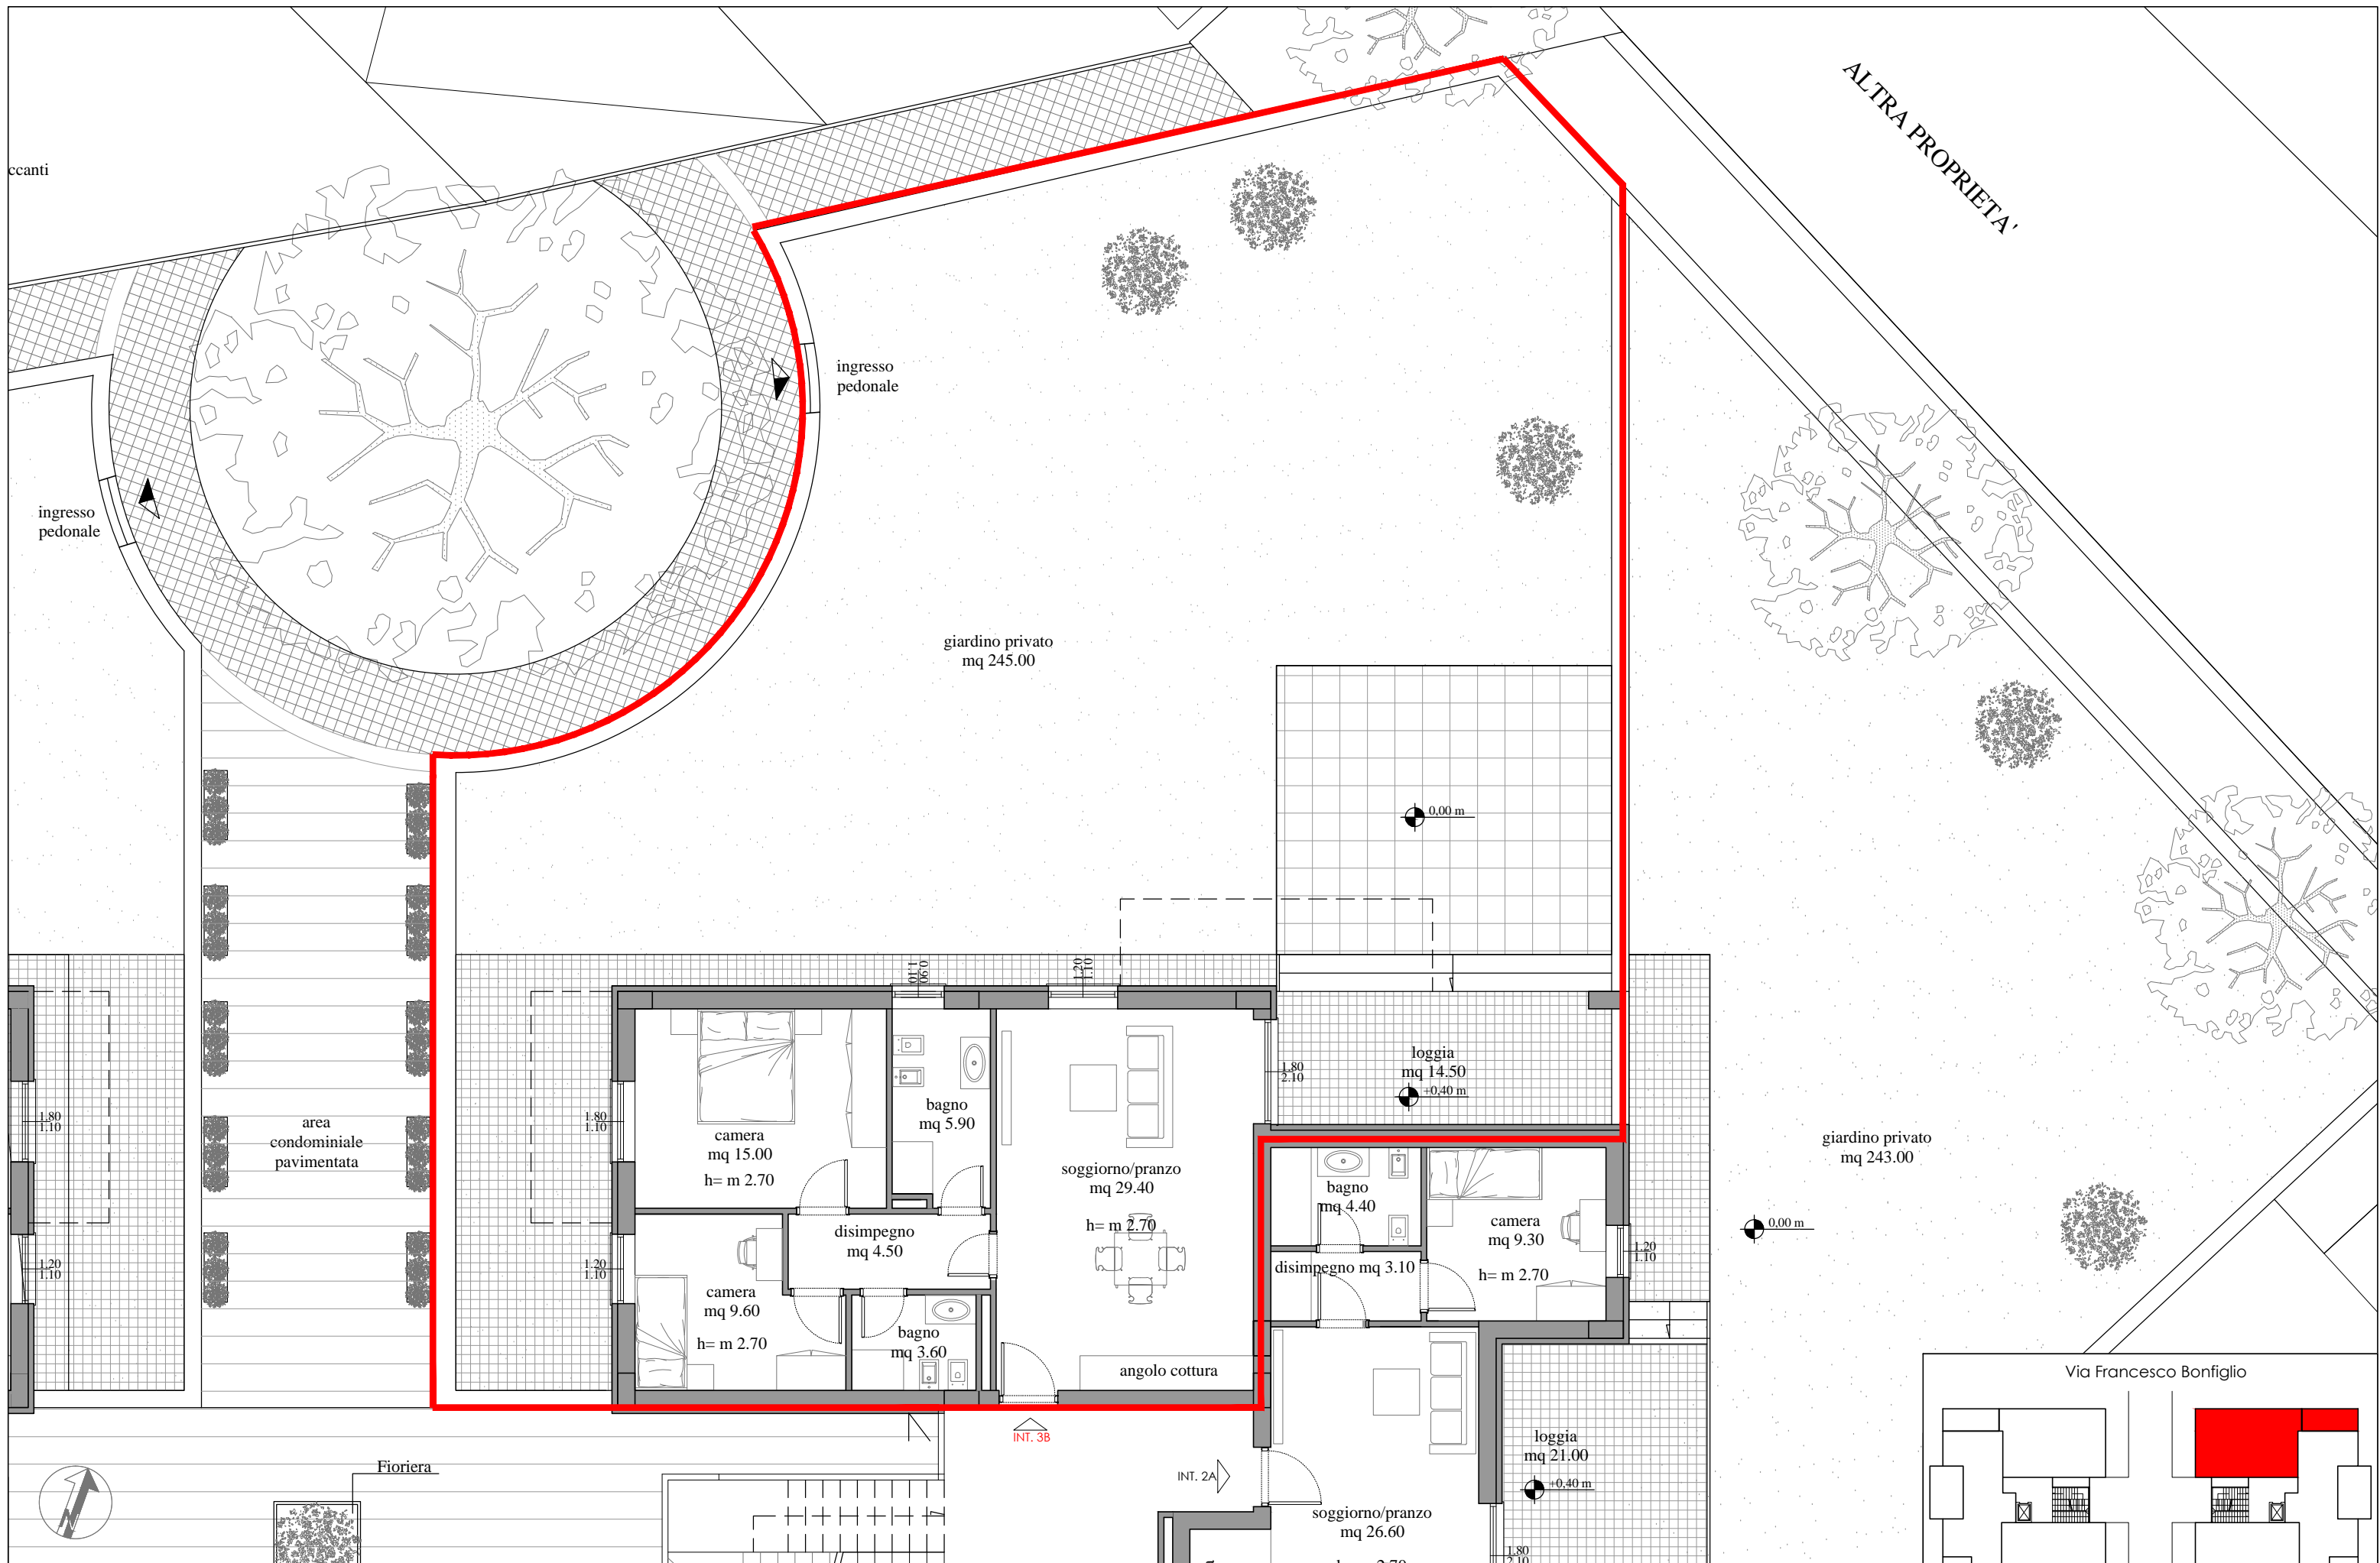 ALTRA PROPRIETA'
ccanti
ingresso
pedonale
ingresso
pedonale
giardino privato
mq 245.00
0,00 m
0.90
1.10
1.20
1.10
loggia
mq 14.50
+0,40 m
1.80
2.10
1.80
1.10
area
condominiale
pavimentata
1.80
1.10
camera
mq 15.00
h= m 2.70
bagno
mq 5.90
soggiorno/pranzo
mq 29.40
h= m 2.70
giardino privato
mq 243.00
bagno
mq 4.40
camera
mq 9.30
h= m 2.70
0,00 m
disimpegno
mq 4.50
disimpegno mq 3.10
1.20
1.10
1.20
1.10
1.20
1.10
camera
mq 9.60
h= m 2.70
bagno
mq 3.60
angolo cottura
Via Francesco Bonfiglio
INT. 3B
loggia
mq 21.00
+0,40 m
Fioriera
N
INT. 2A
soggiorno/pranzo
mq 26.60
1.80
2.10